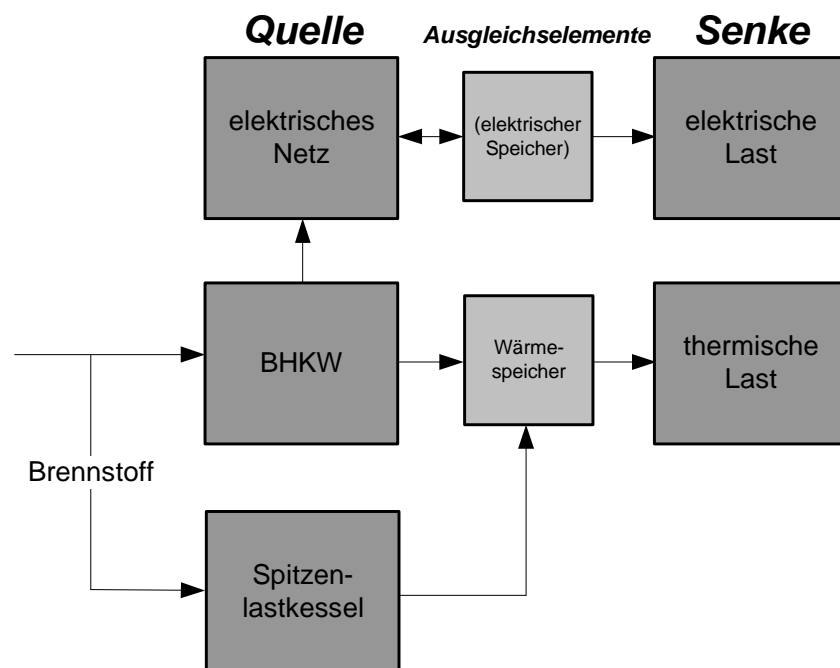 Quelle
Ausgleichselemente
Senke
elektrisches
Netz
(elektrischer
Speicher)
elektrische
Last
BHKW
Wärme-
speicher
thermische
Last
Brennstoff
Spitzen-
lastkessel